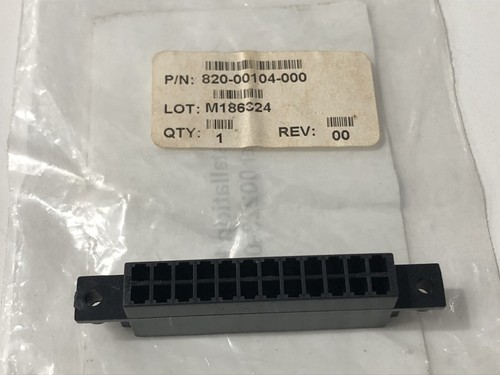 P/N: 820-00104-000
LOT: M186324
QTY: 1 REV: 00